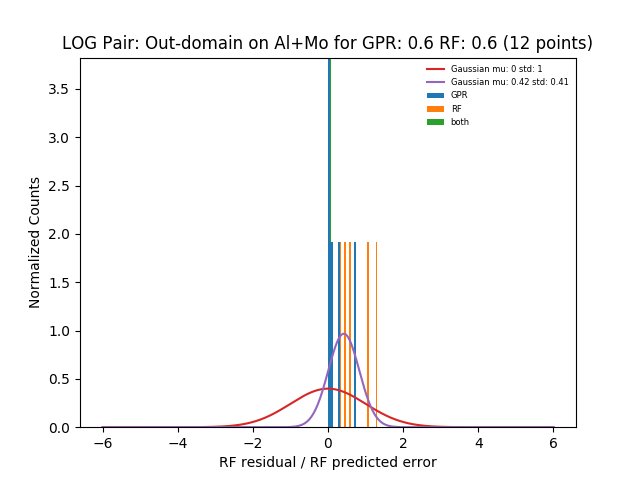 LOG Pair: Out-domain on Al+Mo for GPR: 0.6 RF: 0.6 (12 points)
Gaussian mu: 0 std: 1
Gaussian mu: 0.42 std: 0.41
GPR
RF
both
Normalized Counts
3.5
3.0
2.5
2.0
1.5
1.0
0.5
0.0
−6 −4 −2 0 2 4 6
RF residual / RF predicted error